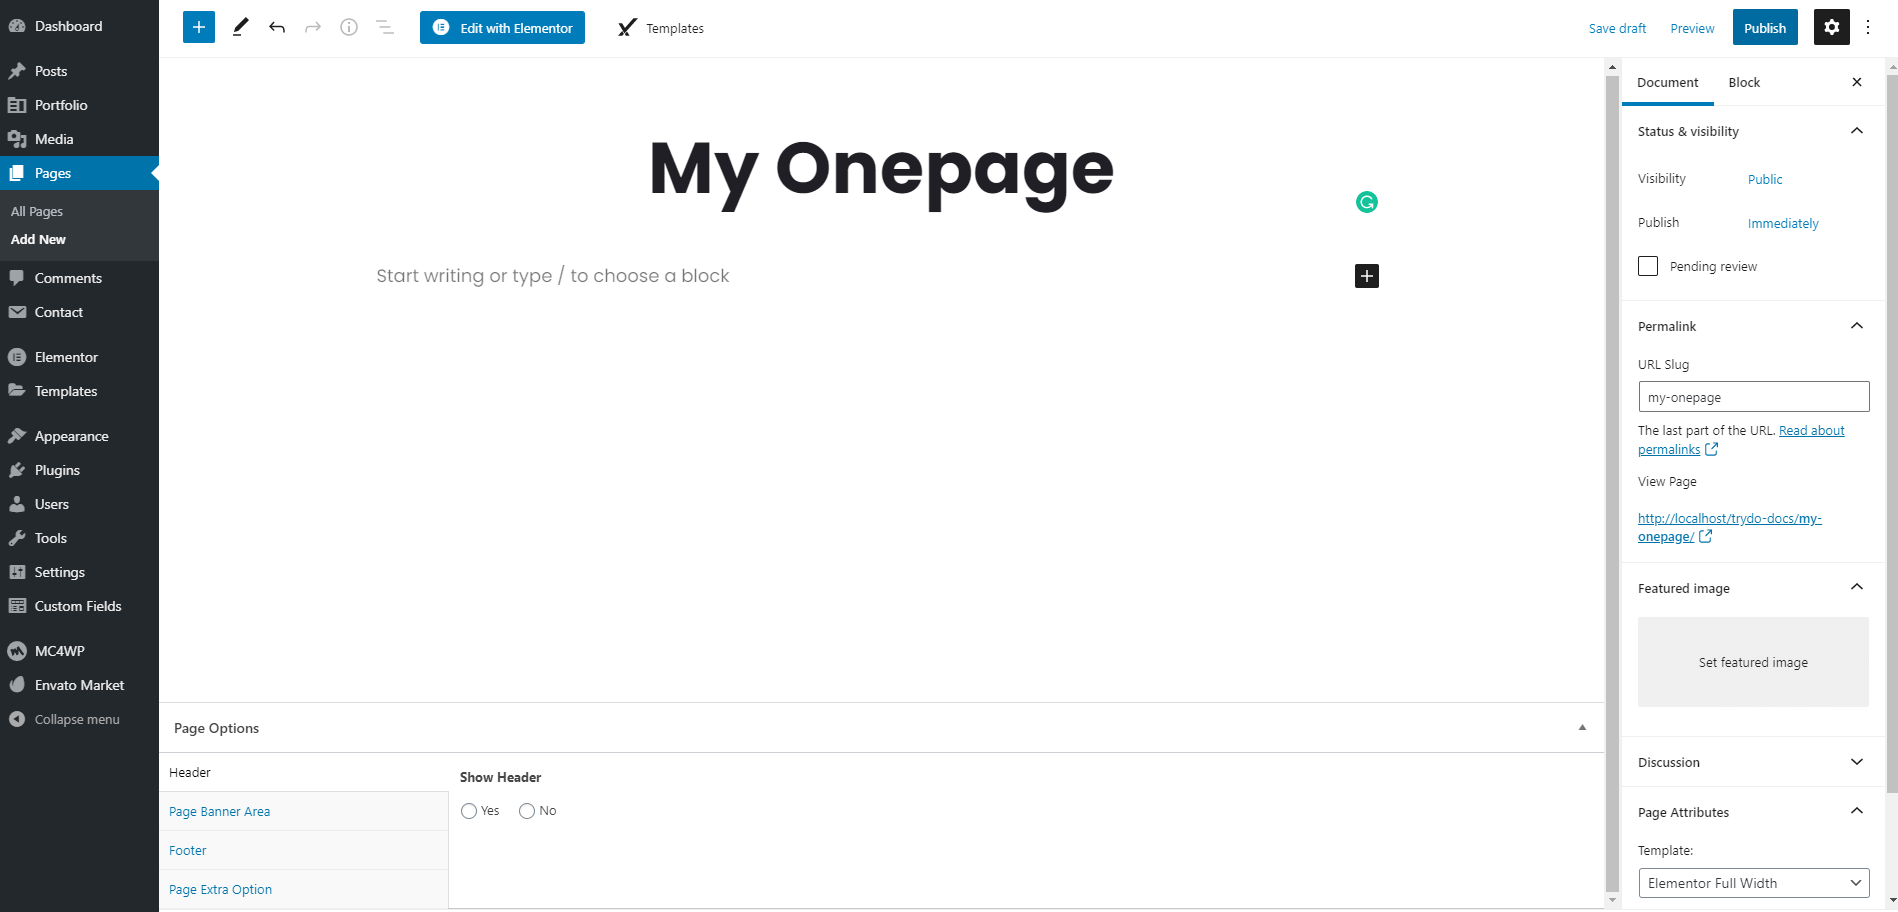 Dashboard
Posts
Portfolio
Media
Pages
All Pages
Add New
Comments
Contact
Elementor
Templates
Appearance
Plugins
Users
Tools
Settings
Custom Fields
MC4WP
Envato Market
Collapse menu
Edit with Elementor
Templates
Save draft
Preview
Publish
My Onepage
Start writing or type / to choose a block
Page Options
Header
Page Banner Area
Footer
Page Extra Option
Show Header
Yes No
Document Block
Status & visibility
Visibility Public
Publish Immediately
Pending review
Permalink
URL Slug
my-onepage
The last part of the URL. Read about
permalinks
View Page
http://localhost/trydo-docs/my-
onepage/
Featured image
Set featured image
Discussion
Page Attributes
Template:
Elementor Full Width